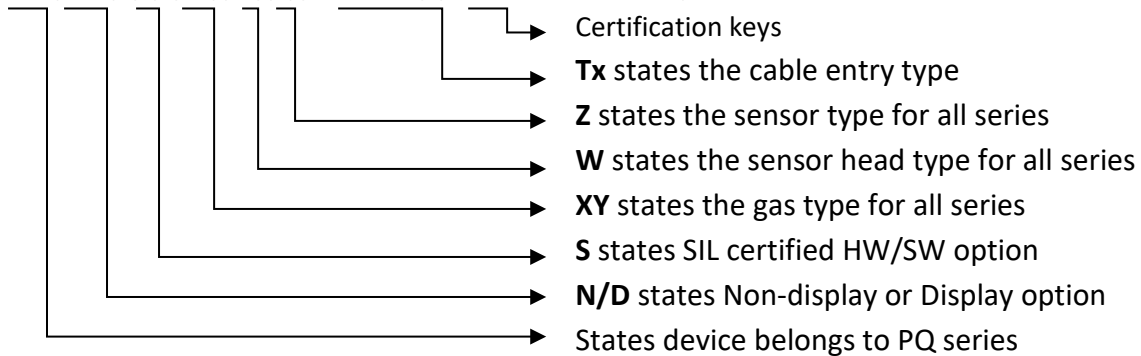 Certification keys
Tx states the cable entry type
Z states the sensor type for all series
W states the sensor head type for all series
XY states the gas type for all series
S states SIL certified HW/SW option
N/D states Non-display or Display option
States device belongs to PQ series